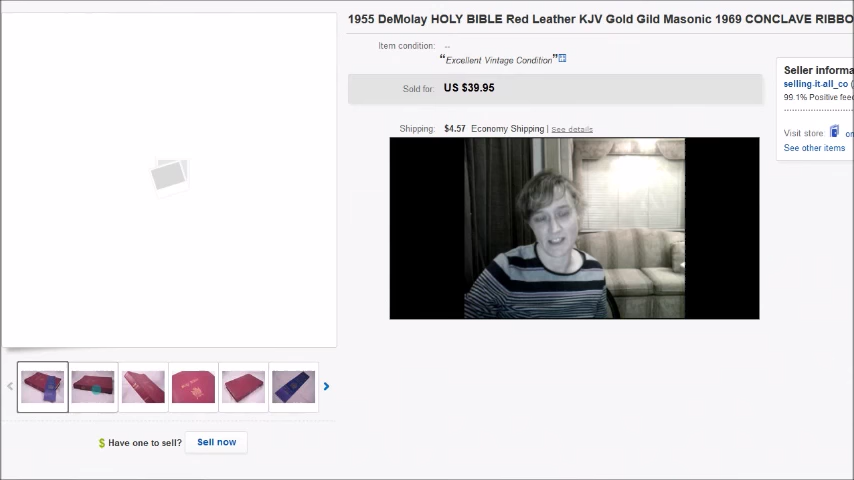 1955 DeMolay HOLY BIBLE Red Leather KJV Gold Gild Masonic 1969 CONCLAVE RIBBO
Item condition: --
“Excellent Vintage Condition”
Sold for: US $39.95
Shipping: $4.57 Economy Shipping | See details
Seller informa
selling-it-all_co (
99.1% Positive fee
Visit store: on
See other items
$ Have one to sell? Sell now